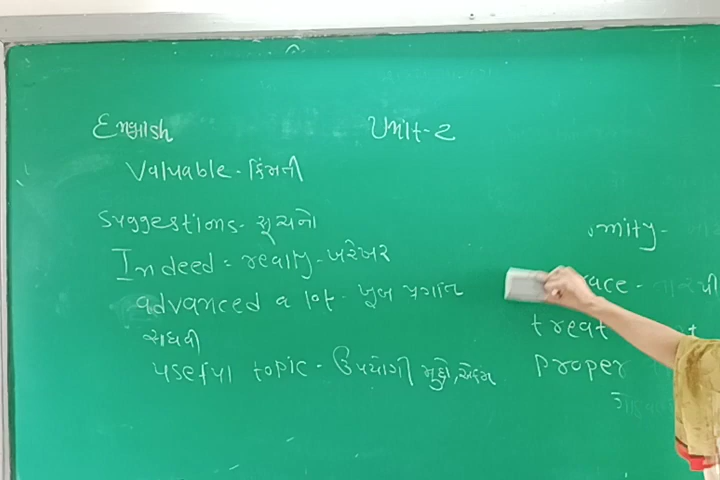 English
Unit-2
Valuable - કિંમતી
Suggestions - સૂચનો
Indeed = really - ખરેખર
advanced a lot - ખુબ પ્રગતિ
સાધવી
useful topic - ઉપયોગી મુદ્દો, એકમ
mity -
ace -
treat
proper